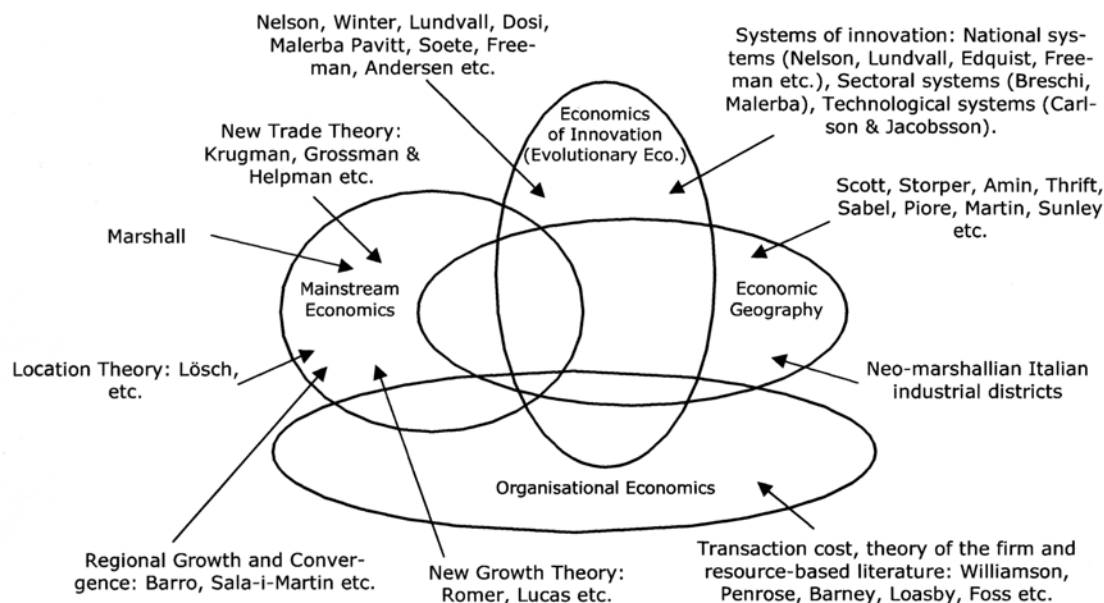 Nelson, Winter, Lundvall, Dosi,
Malerba Pavitt, Soete, Free-
man, Andersen etc.
Systems of innovation: National sys-
tems (Nelson, Lundvall, Edquist, Free-
man etc.), Sectoral systems (Breschi,
Malerba), Technological systems (Carl-
son & Jacobsson).
Economics
of Innovation
(Evolutionary Eco.)
New Trade Theory:
Krugman, Grossman &
Helpman etc.
Scott, Storper, Amin, Thrift,
Sabel, Piore, Martin, Sunley
etc.
Marshall
Mainstream
Economics
Economic
Geography
Location Theory: Lösch,
etc.
Neo-marshallian Italian
industrial districts
Organisational Economics
Regional Growth and Conver-
gence: Barro, Sala-i-Martin etc.
New Growth Theory:
Romer, Lucas etc.
Transaction cost, theory of the firm and
resource-based literature: Williamson,
Penrose, Barney, Loasby, Foss etc.